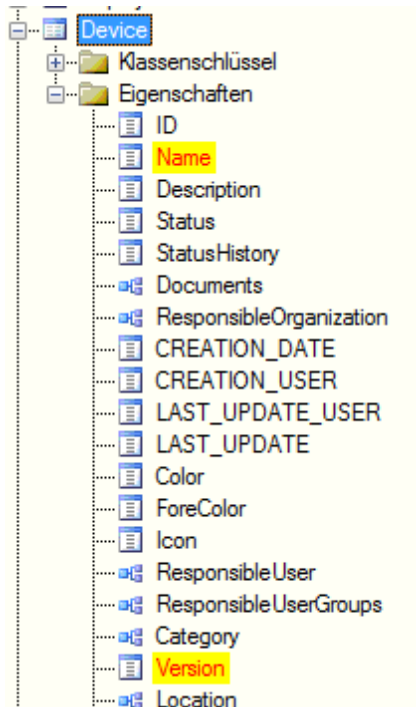 Device
Klassenschlüssel
Eigenschaften
ID
Name
Description
Status
StatusHistory
Documents
ResponsibleOrganization
CREATION_DATE
CREATION_USER
LAST_UPDATE_USER
LAST_UPDATE
Color
ForeColor
Icon
ResponsibleUser
ResponsibleUserGroups
Category
Version
Location